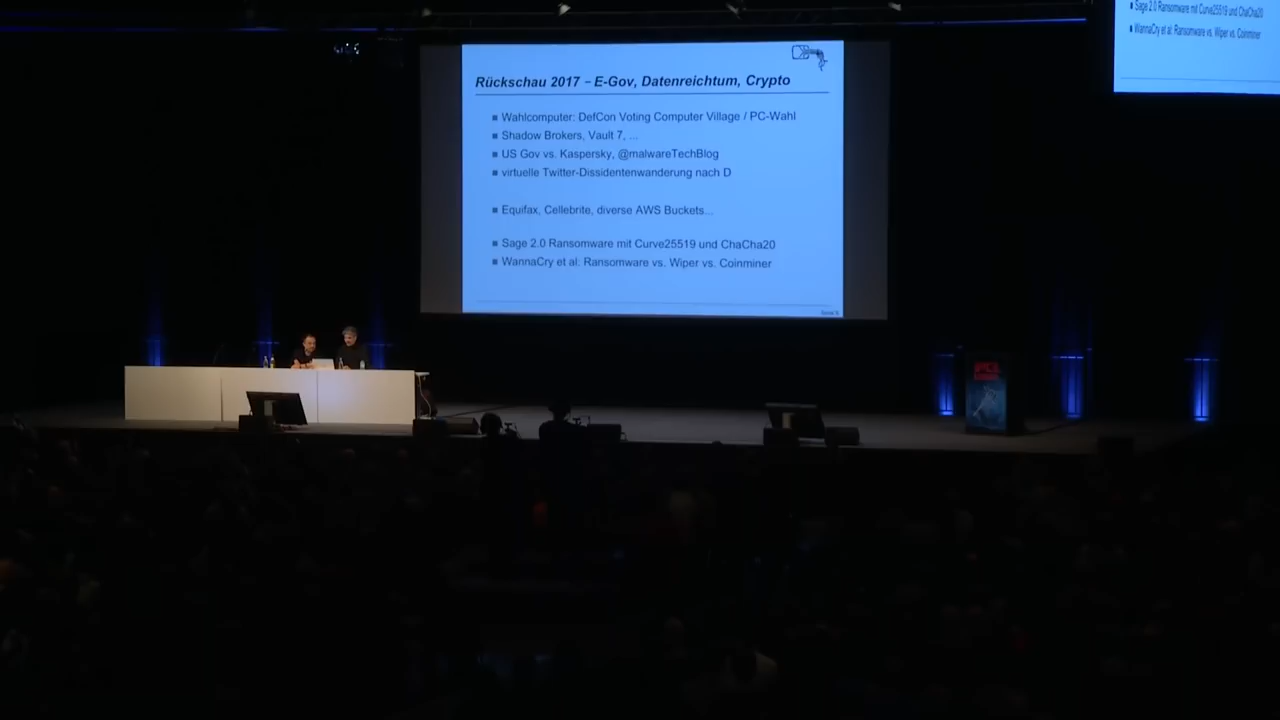 Rückschau 2017 – E-Gov, Datenreichtum, Crypto
Wahlcomputer: DefCon Voting Computer Village / PC-Wahl
Shadow Brokers, Vault 7, ...
US Gov vs. Kaspersky, @malwareTechBlog
virtuelle Twitter-Dissidentenwanderung nach D
Equifax, Cellebrite, diverse AWS Buckets...
Sage 2.0 Ransomware mit Curve25519 und ChaCha20
WannaCry et al: Ransomware vs. Wiper vs. Coinminer
Sage 2.0 Ransomware mit Curve25519 und ChaCha20
WannaCry et al: Ransomware vs. Wiper vs. Coinminer